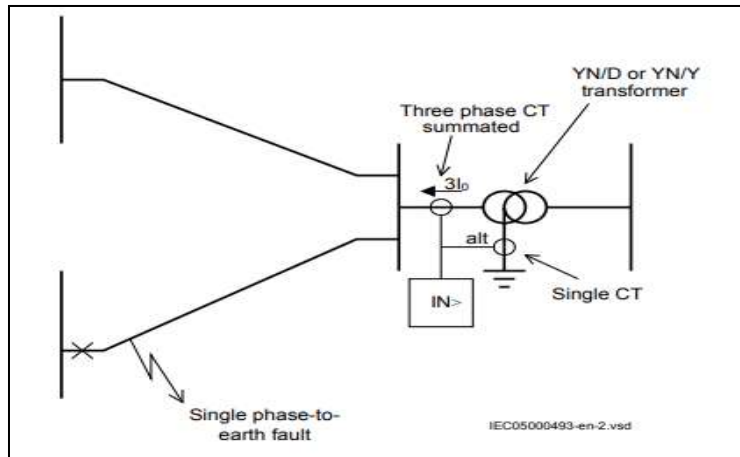 YN/D or YN/Y
transformer
Three phase CT
summated
3I0
alt
IN>
Single CT
Single phase-to-
earth fault
IEC05000493-en-2.vsd